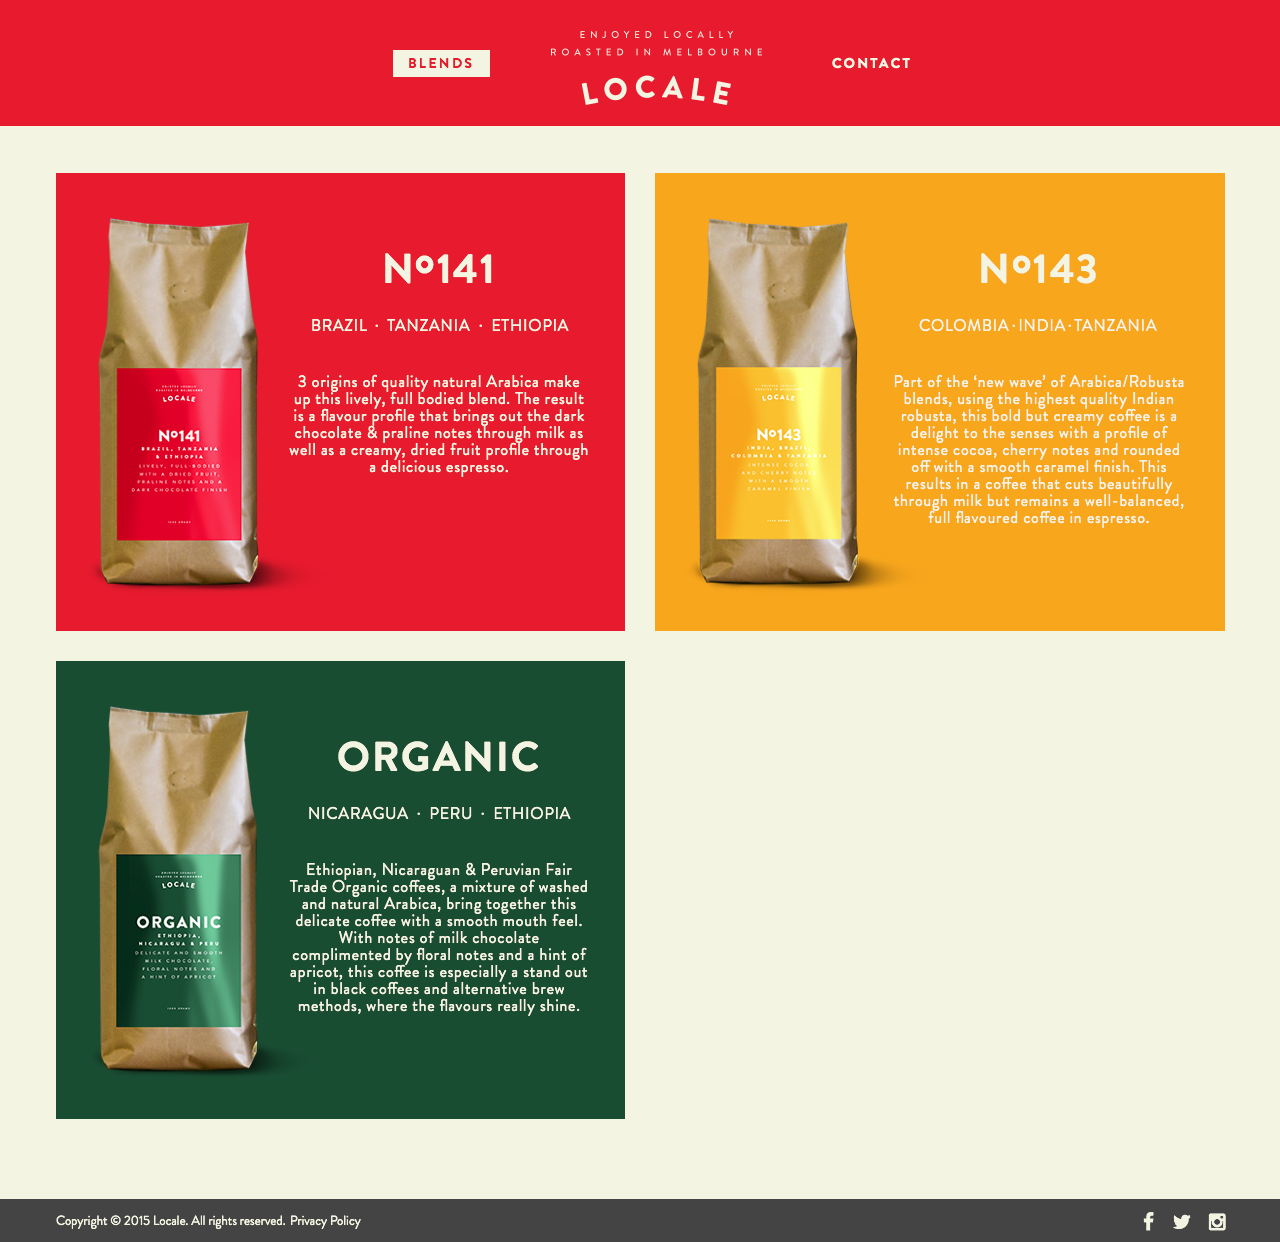 ENJOYED LOCALLY
ROASTED IN MELBOURNE
LOCALE
BLENDS
CONTACT
Nº141
BRAZIL · TANZANIA · ETHIOPIA
3 origins of quality natural Arabica make
up this lively, full bodied blend. The result
is a flavour profile that brings out the dark
chocolate & praline notes through milk as
well as a creamy, dried fruit profile through
a delicious espresso.
ENJOYED LOCALLY
ROASTED IN MELBOURNE
LOCALE
Nº141
BRAZIL, TANZANIA
& ETHIOPIA
LIVELY, FULL-BODIED
WITH A DRIED FRUIT,
PRALINE NOTES AND A
DARK CHOCOLATE FINISH
Nº143
COLOMBIA · INDIA · TANZANIA
Part of the ‘new wave’ of Arabica/Robusta
blends, using the highest quality Indian
robusta, this bold but creamy coffee is a
delight to the senses with a profile of
intense cocoa, cherry notes and rounded
off with a smooth caramel finish. This
results in a coffee that cuts beautifully
through milk but remains a well-balanced,
full flavoured coffee in espresso.
ENJOYED LOCALLY
ROASTED IN MELBOURNE
LOCALE
Nº143
INDIA, BRAZIL,
COLOMBIA & TANZANIA
INTENSE COCOA
AND CHERRY NOTES
WITH A SMOOTH
CARAMEL FINISH
ORGANIC
NICARAGUA · PERU · ETHIOPIA
Ethiopian, Nicaraguan & Peruvian Fair
Trade Organic coffees, a mixture of washed
and natural Arabica, bring together this
delicate coffee with a smooth mouth feel.
With notes of milk chocolate
complimented by floral notes and a hint of
apricot, this coffee is especially a stand out
in black coffees and alternative brew
methods, where the flavours really shine.
ENJOYED LOCALLY
ROASTED IN MELBOURNE
LOCALE
ORGANIC
ETHIOPIA,
NICARAGUA & PERU
DELICATE AND SMOOTH
MILK CHOCOLATE,
FLORAL NOTES AND
A HINT OF APRICOT
Copyright © 2015 Locale. All rights reserved. Privacy Policy